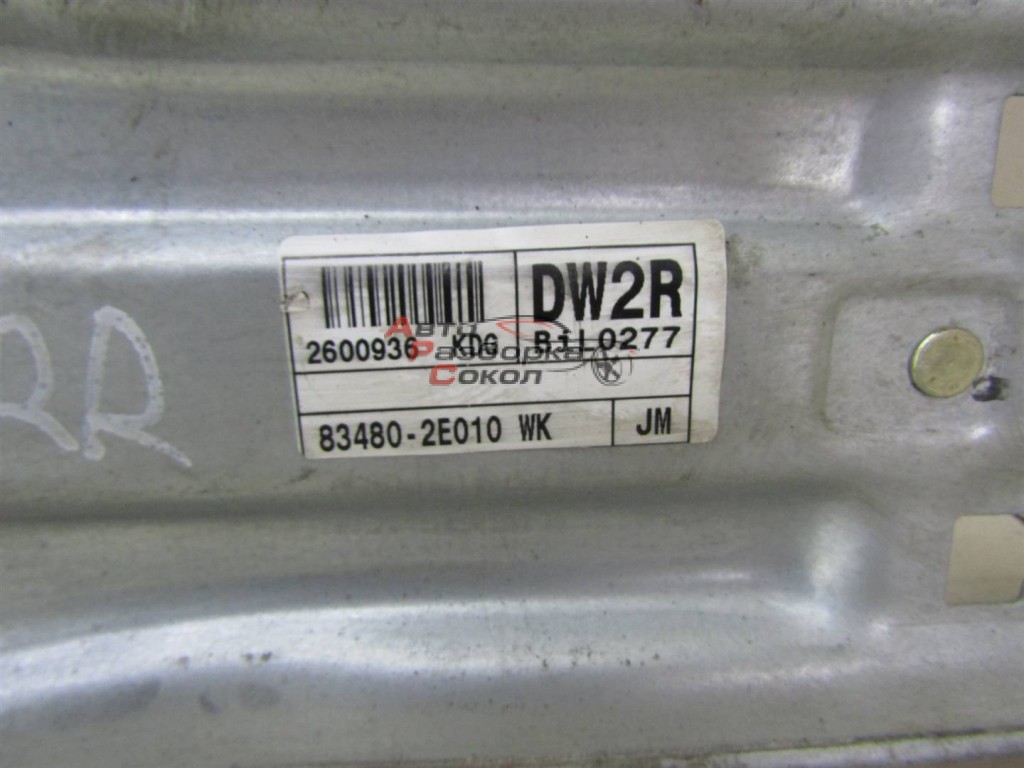 DW2R
2600936 KDG B1L0277
Авто
Разборка
Сокол
83480-2E010 WK JM
RR